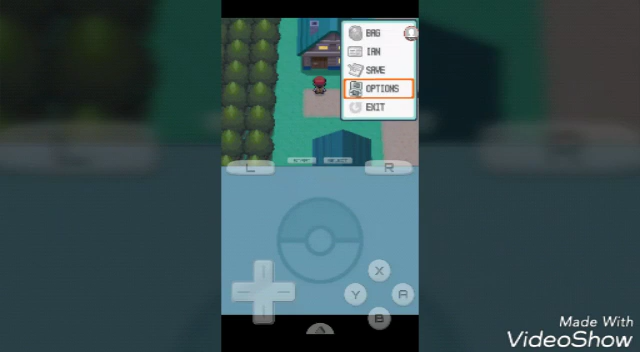 BAG
IAN
SAVE
OPTIONS
EXIT
L
R
X
Y
A
B
Made With
VideoShow